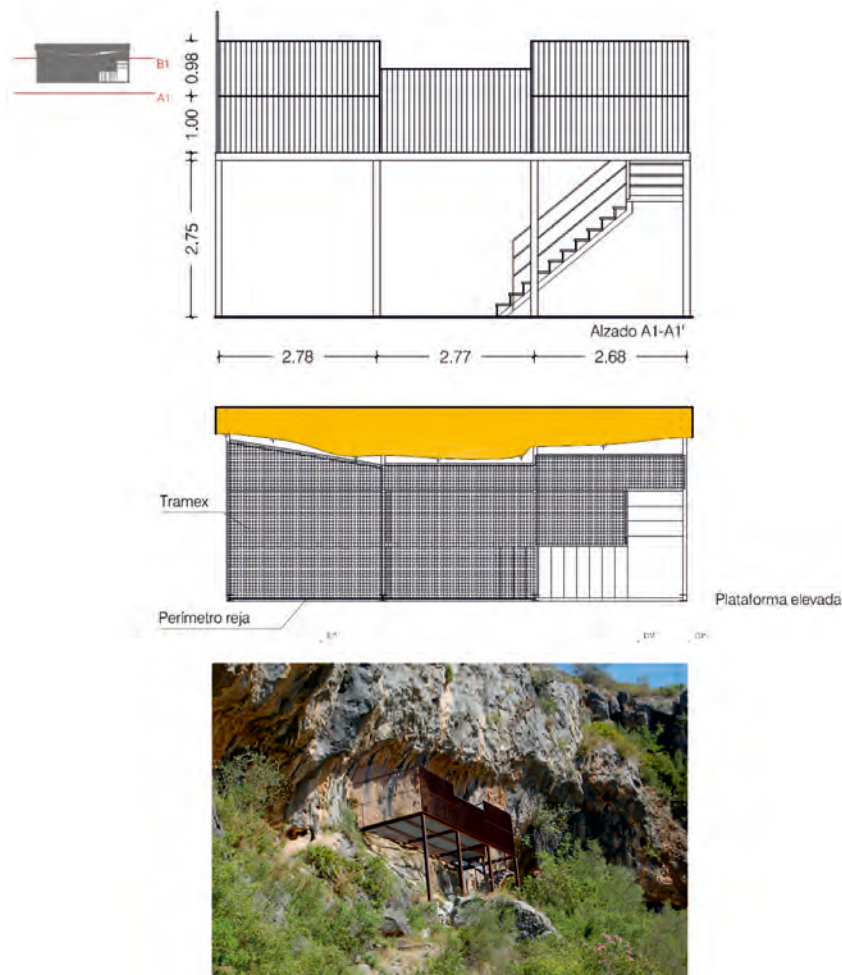 B1
A1
0.98
1.00
2.75
Alzado A1-A1'
2.78
2.77
2.68
Tramex
Perímetro reja
Plataforma elevada